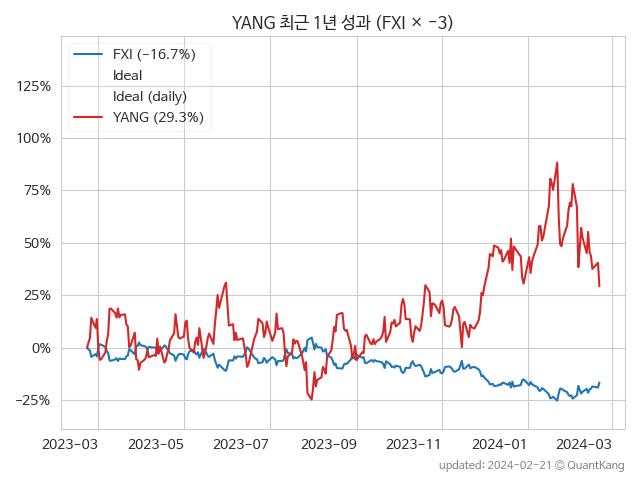 YANG 최근 1년 성과 (FXI × −3)
FXI (−16.7%)
Ideal
Ideal (daily)
YANG (29.3%)
125%
100%
75%
50%
25%
0%
−25%
2023−03 2023−05 2023−07 2023−09 2023−11 2024−01 2024−03
updated: 2024−02−21 © QuantKang